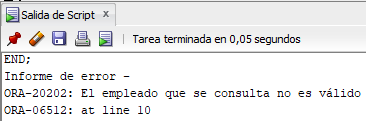 Salida de Script x
Tarea terminada en 0,05 segundos
END;
Informe de error -
ORA-20202: El empleado que se consulta no es válido
ORA-06512: at line 10